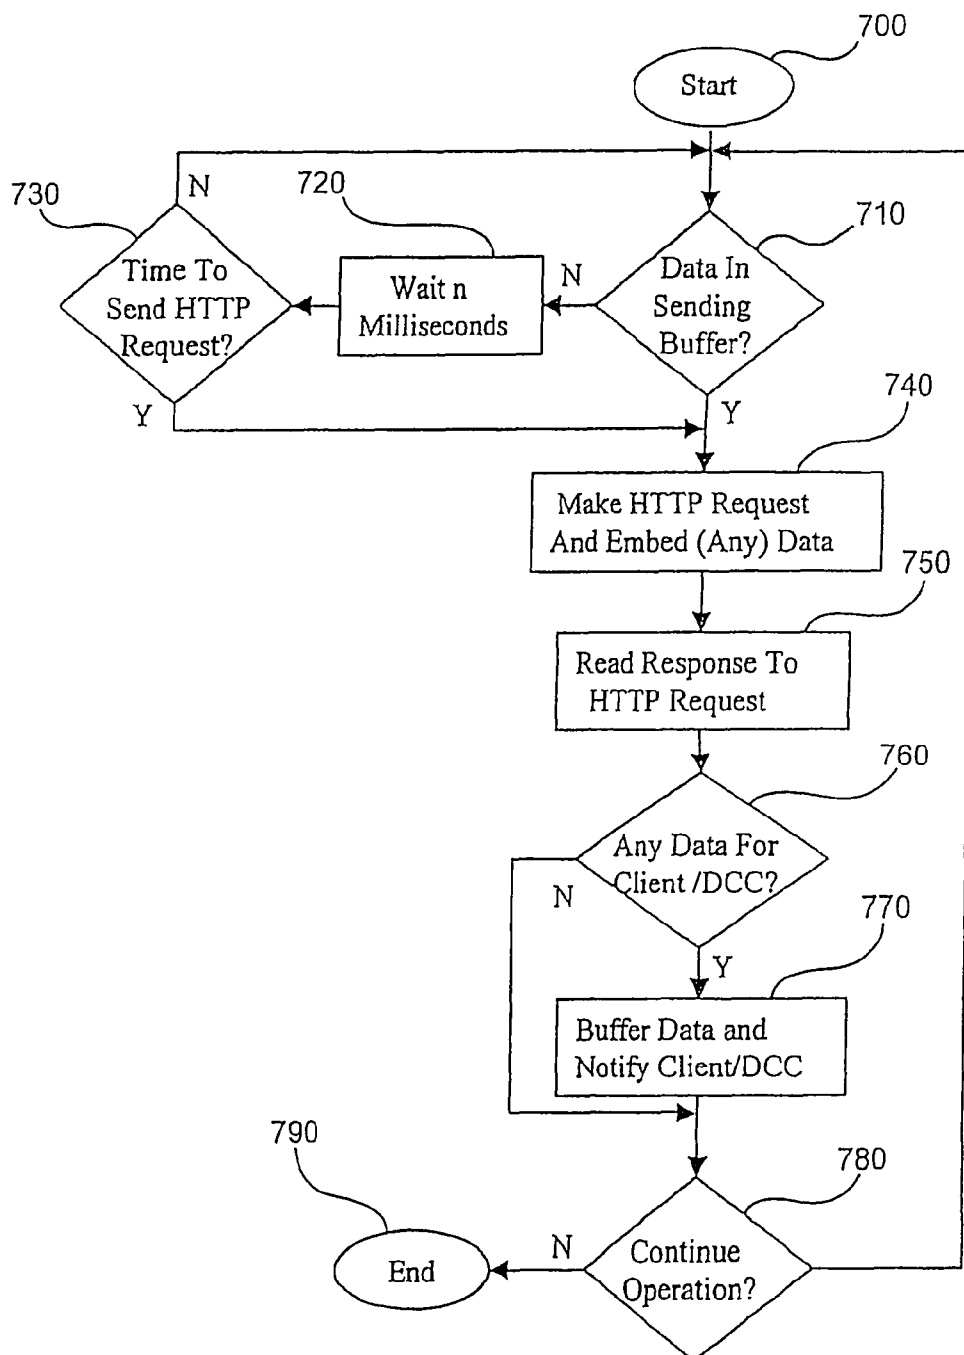 700
Start
730
N
720
710
Time To
Send HTTP
Request?
Wait n
Milliseconds
N
Data In
Sending
Buffer?
Y
Y
740
Make HTTP Request
And Embed (Any) Data
750
Read Response To
HTTP Request
760
Any Data For
Client /DCC?
N
770
Y
Buffer Data and
Notify Client/DCC
790
780
End
N
Continue
Operation?